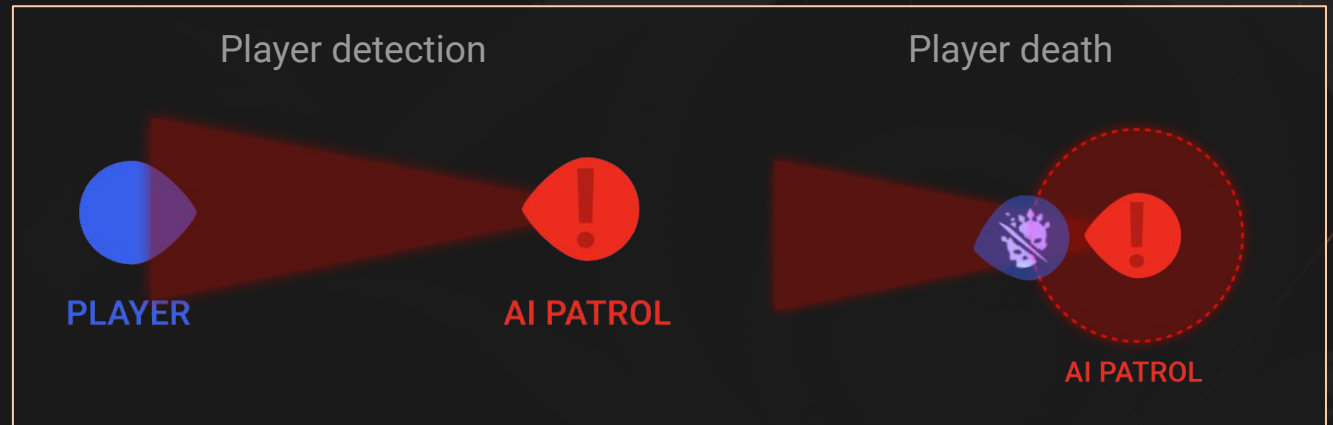 Player detection
Player death
!
!
PLAYER
AI PATROL
AI PATROL